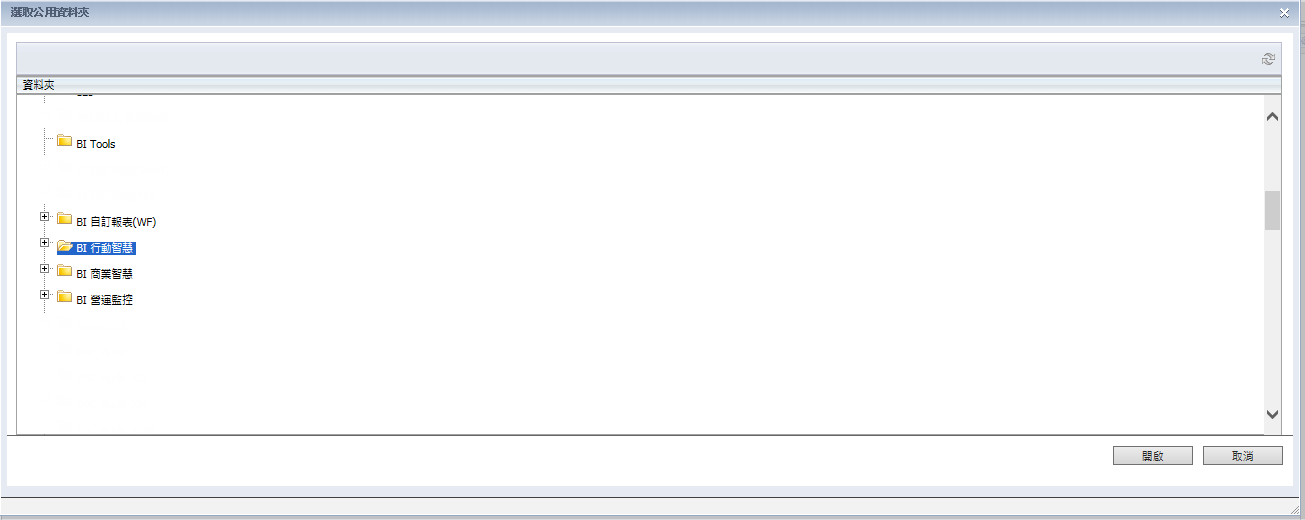 選取公用資料夾
資料夾
BI Tools
BI 自訂報表(WF)
BI 行動智慧
BI 商業智慧
BI 營運監控
開啟
取消